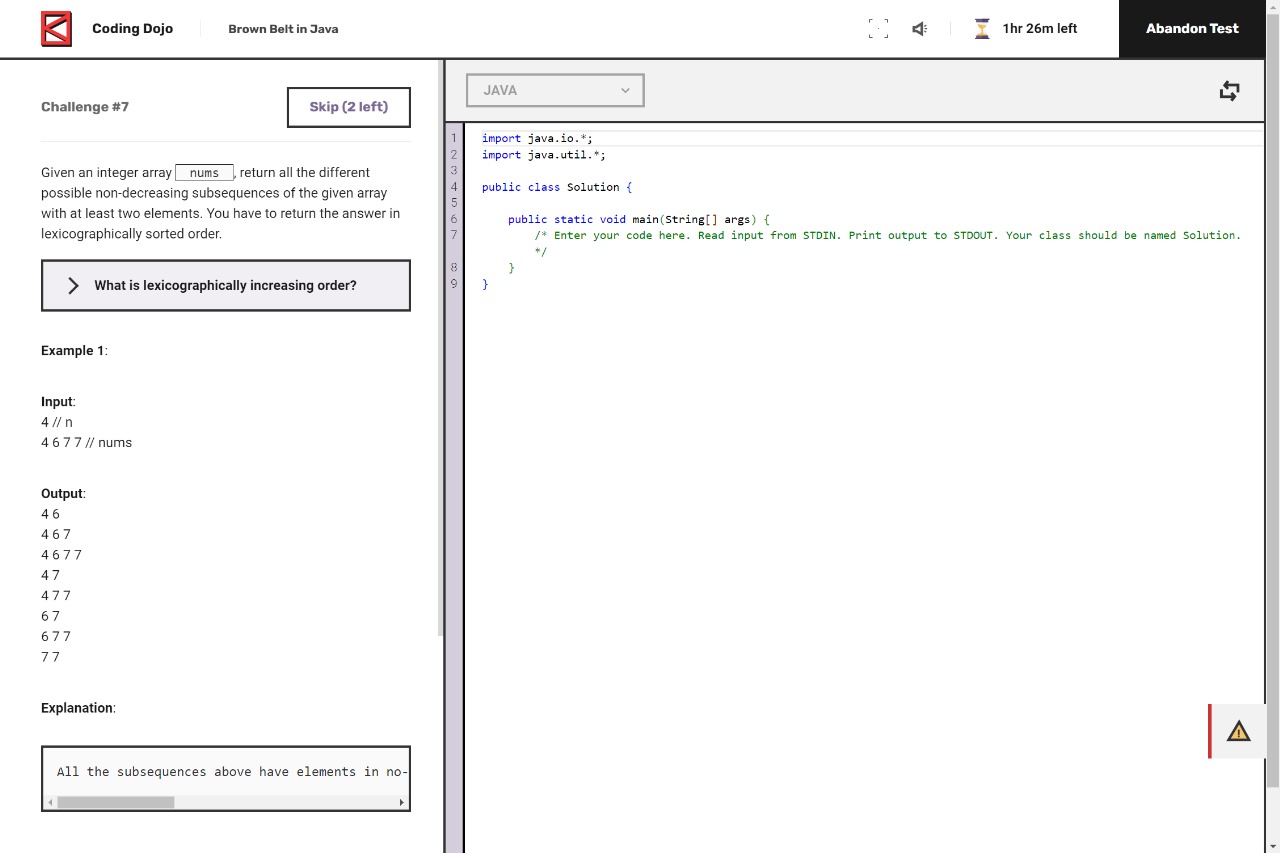 Coding Dojo
Brown Belt in Java
1hr 26m left
Abandon Test
Challenge #7
Skip (2 left)
Given an integer array nums, return all the different
possible non-decreasing subsequences of the given array
with at least two elements. You have to return the answer in
lexicographically sorted order.
What is lexicographically increasing order?
Example 1:
Input:
4 // n
4 6 7 7 // nums
Output:
4 6
4 6 7
4 6 7 7
4 7
4 7 7
6 7
6 7 7
7 7
Explanation:
All the subsequences above have elements in no-
JAVA
1 import java.io.*;
2 import java.util.*;
3
4 public class Solution {
5
6 public static void main(String[] args) {
7 /* Enter your code here. Read input from STDIN. Print output to STDOUT. Your class should be named Solution.
*/
8 }
9 }